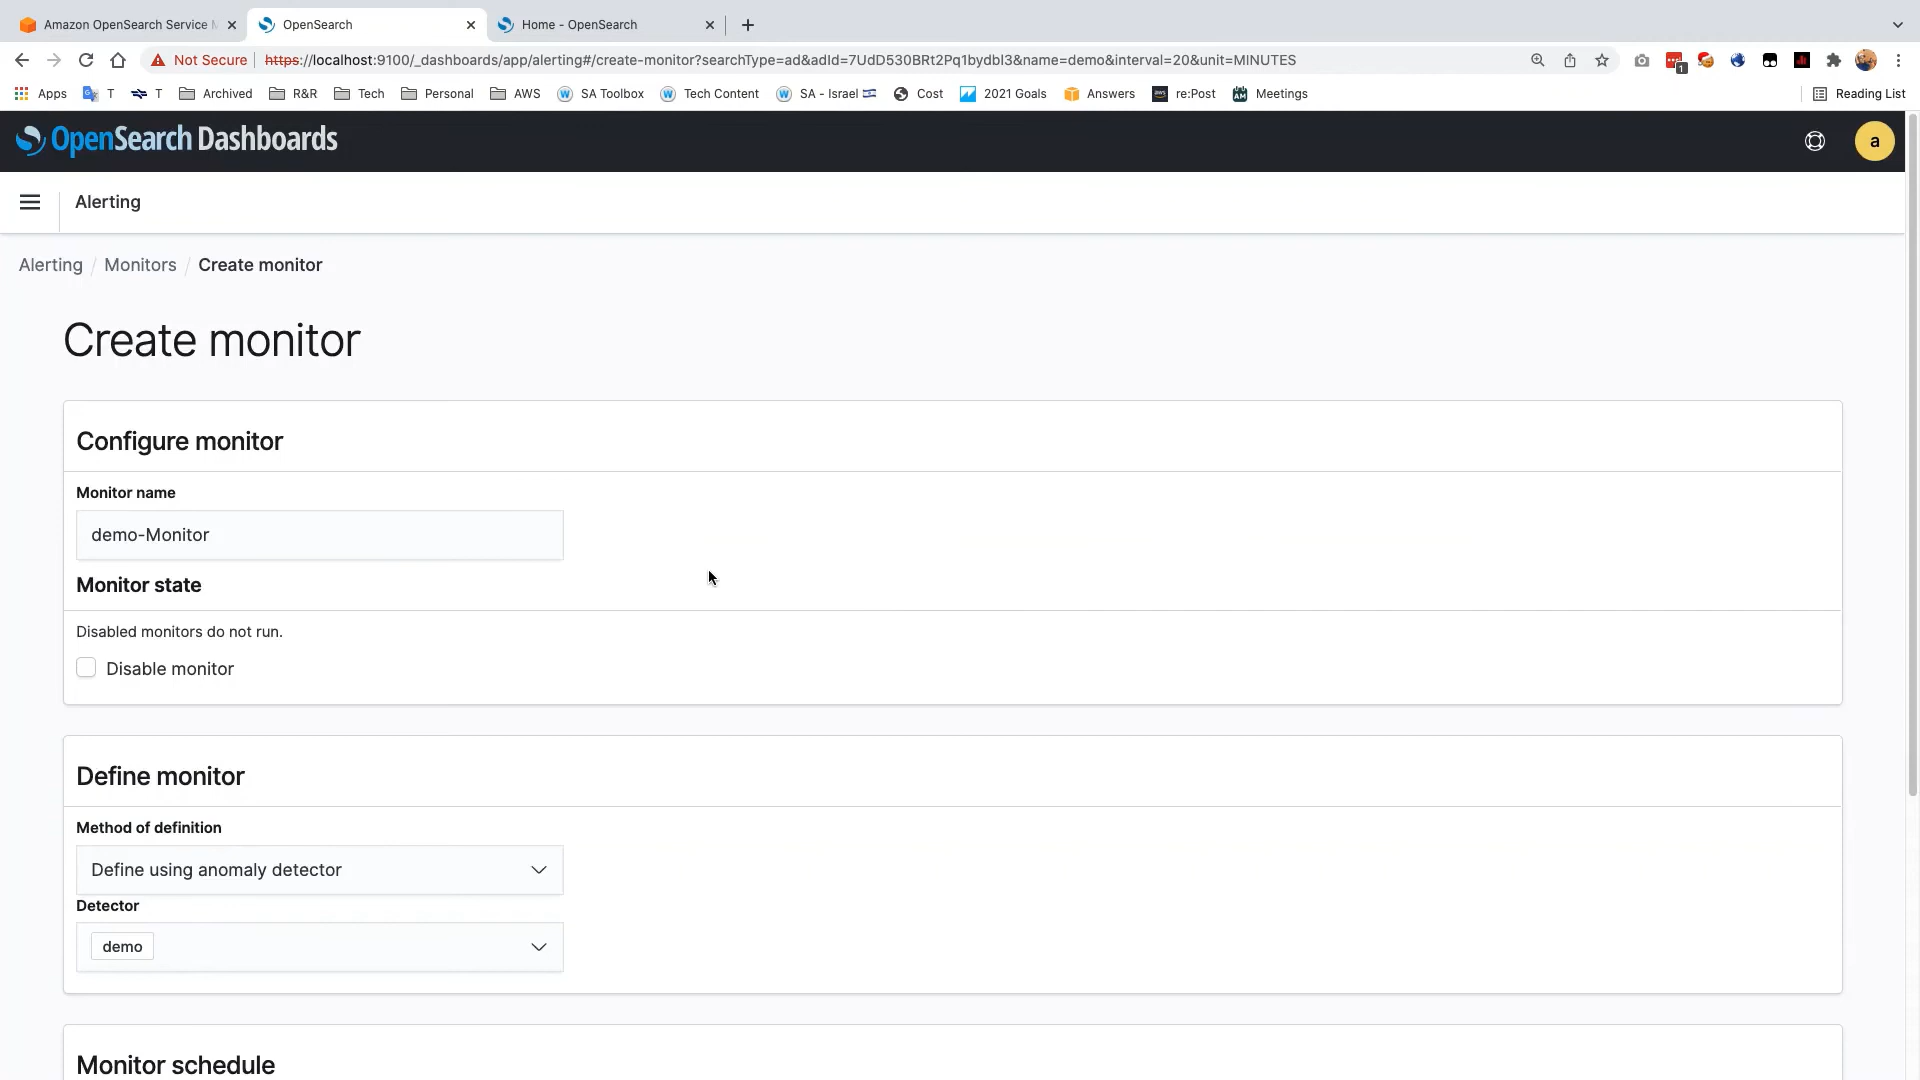 Amazon OpenSearch Service M
OpenSearch
Home - OpenSearch
Not Secure
https://localhost:9100/_dashboards/app/alerting#/create-monitor?searchType=ad&adId=7UdD530BRt2Pq1bydbl3&name=demo&interval=20&unit=MINUTES
1
Apps
T
T
Archived
R&R
Tech
Personal
AWS
SA Toolbox
Tech Content
SA - Israel
Cost
2021 Goals
Answers
re:Post
Meetings
Reading List
OpenSearch Dashboards
a
Alerting
Alerting / Monitors / Create monitor
Create monitor
Configure monitor
Monitor name
demo-Monitor
Monitor state
Disabled monitors do not run.
Disable monitor
Define monitor
Method of definition
Define using anomaly detector
Detector
demo
Monitor schedule